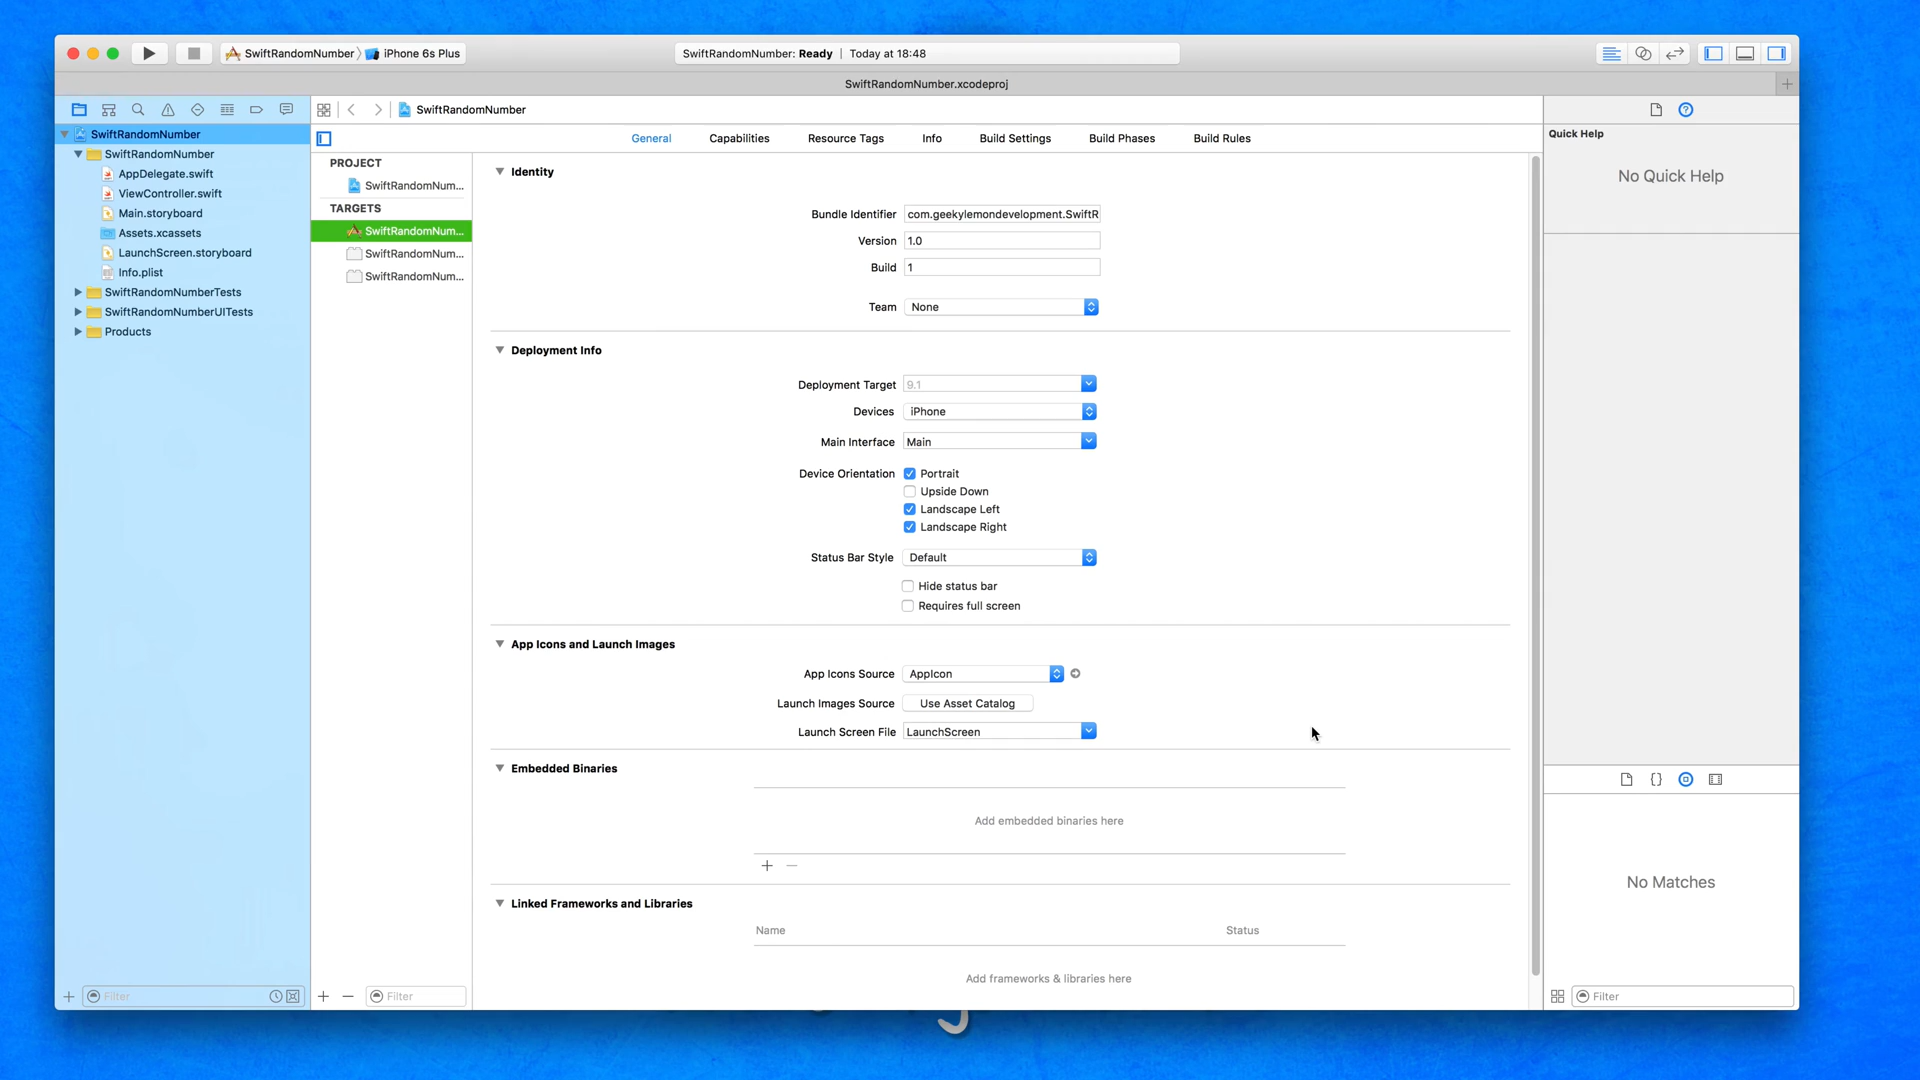 SwiftRandomNumber
iPhone 6s Plus
SwiftRandomNumber: Ready | Today at 18:48
SwiftRandomNumber.xcodeproj
SwiftRandomNumber
SwiftRandomNumber
AppDelegate.swift
ViewController.swift
Main.storyboard
Assets.xcassets
LaunchScreen.storyboard
Info.plist
SwiftRandomNumberTests
SwiftRandomNumberUITests
Products
Filter
SwiftRandomNumber
General
Capabilities
Resource Tags
Info
Build Settings
Build Phases
Build Rules
PROJECT
SwiftRandomNum...
TARGETS
SwiftRandomNum...
SwiftRandomNum...
SwiftRandomNum...
Filter
Identity
Bundle Identifier com.geekylemondevelopment.SwiftR
Version 1.0
Build 1
Team None
Deployment Info
Deployment Target 9.1
Devices iPhone
Main Interface Main
Device Orientation Portrait
Upside Down
Landscape Left
Landscape Right
Status Bar Style Default
Hide status bar
Requires full screen
App Icons and Launch Images
App Icons Source AppIcon
Launch Images Source Use Asset Catalog
Launch Screen File LaunchScreen
Embedded Binaries
Add embedded binaries here
Linked Frameworks and Libraries
Name Status
Add frameworks & libraries here
Quick Help
No Quick Help
No Matches
Filter